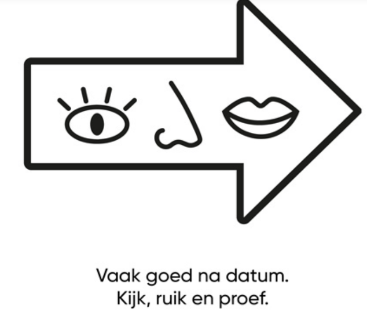 Vaak goed na datum.
Kijk, ruik en proef.